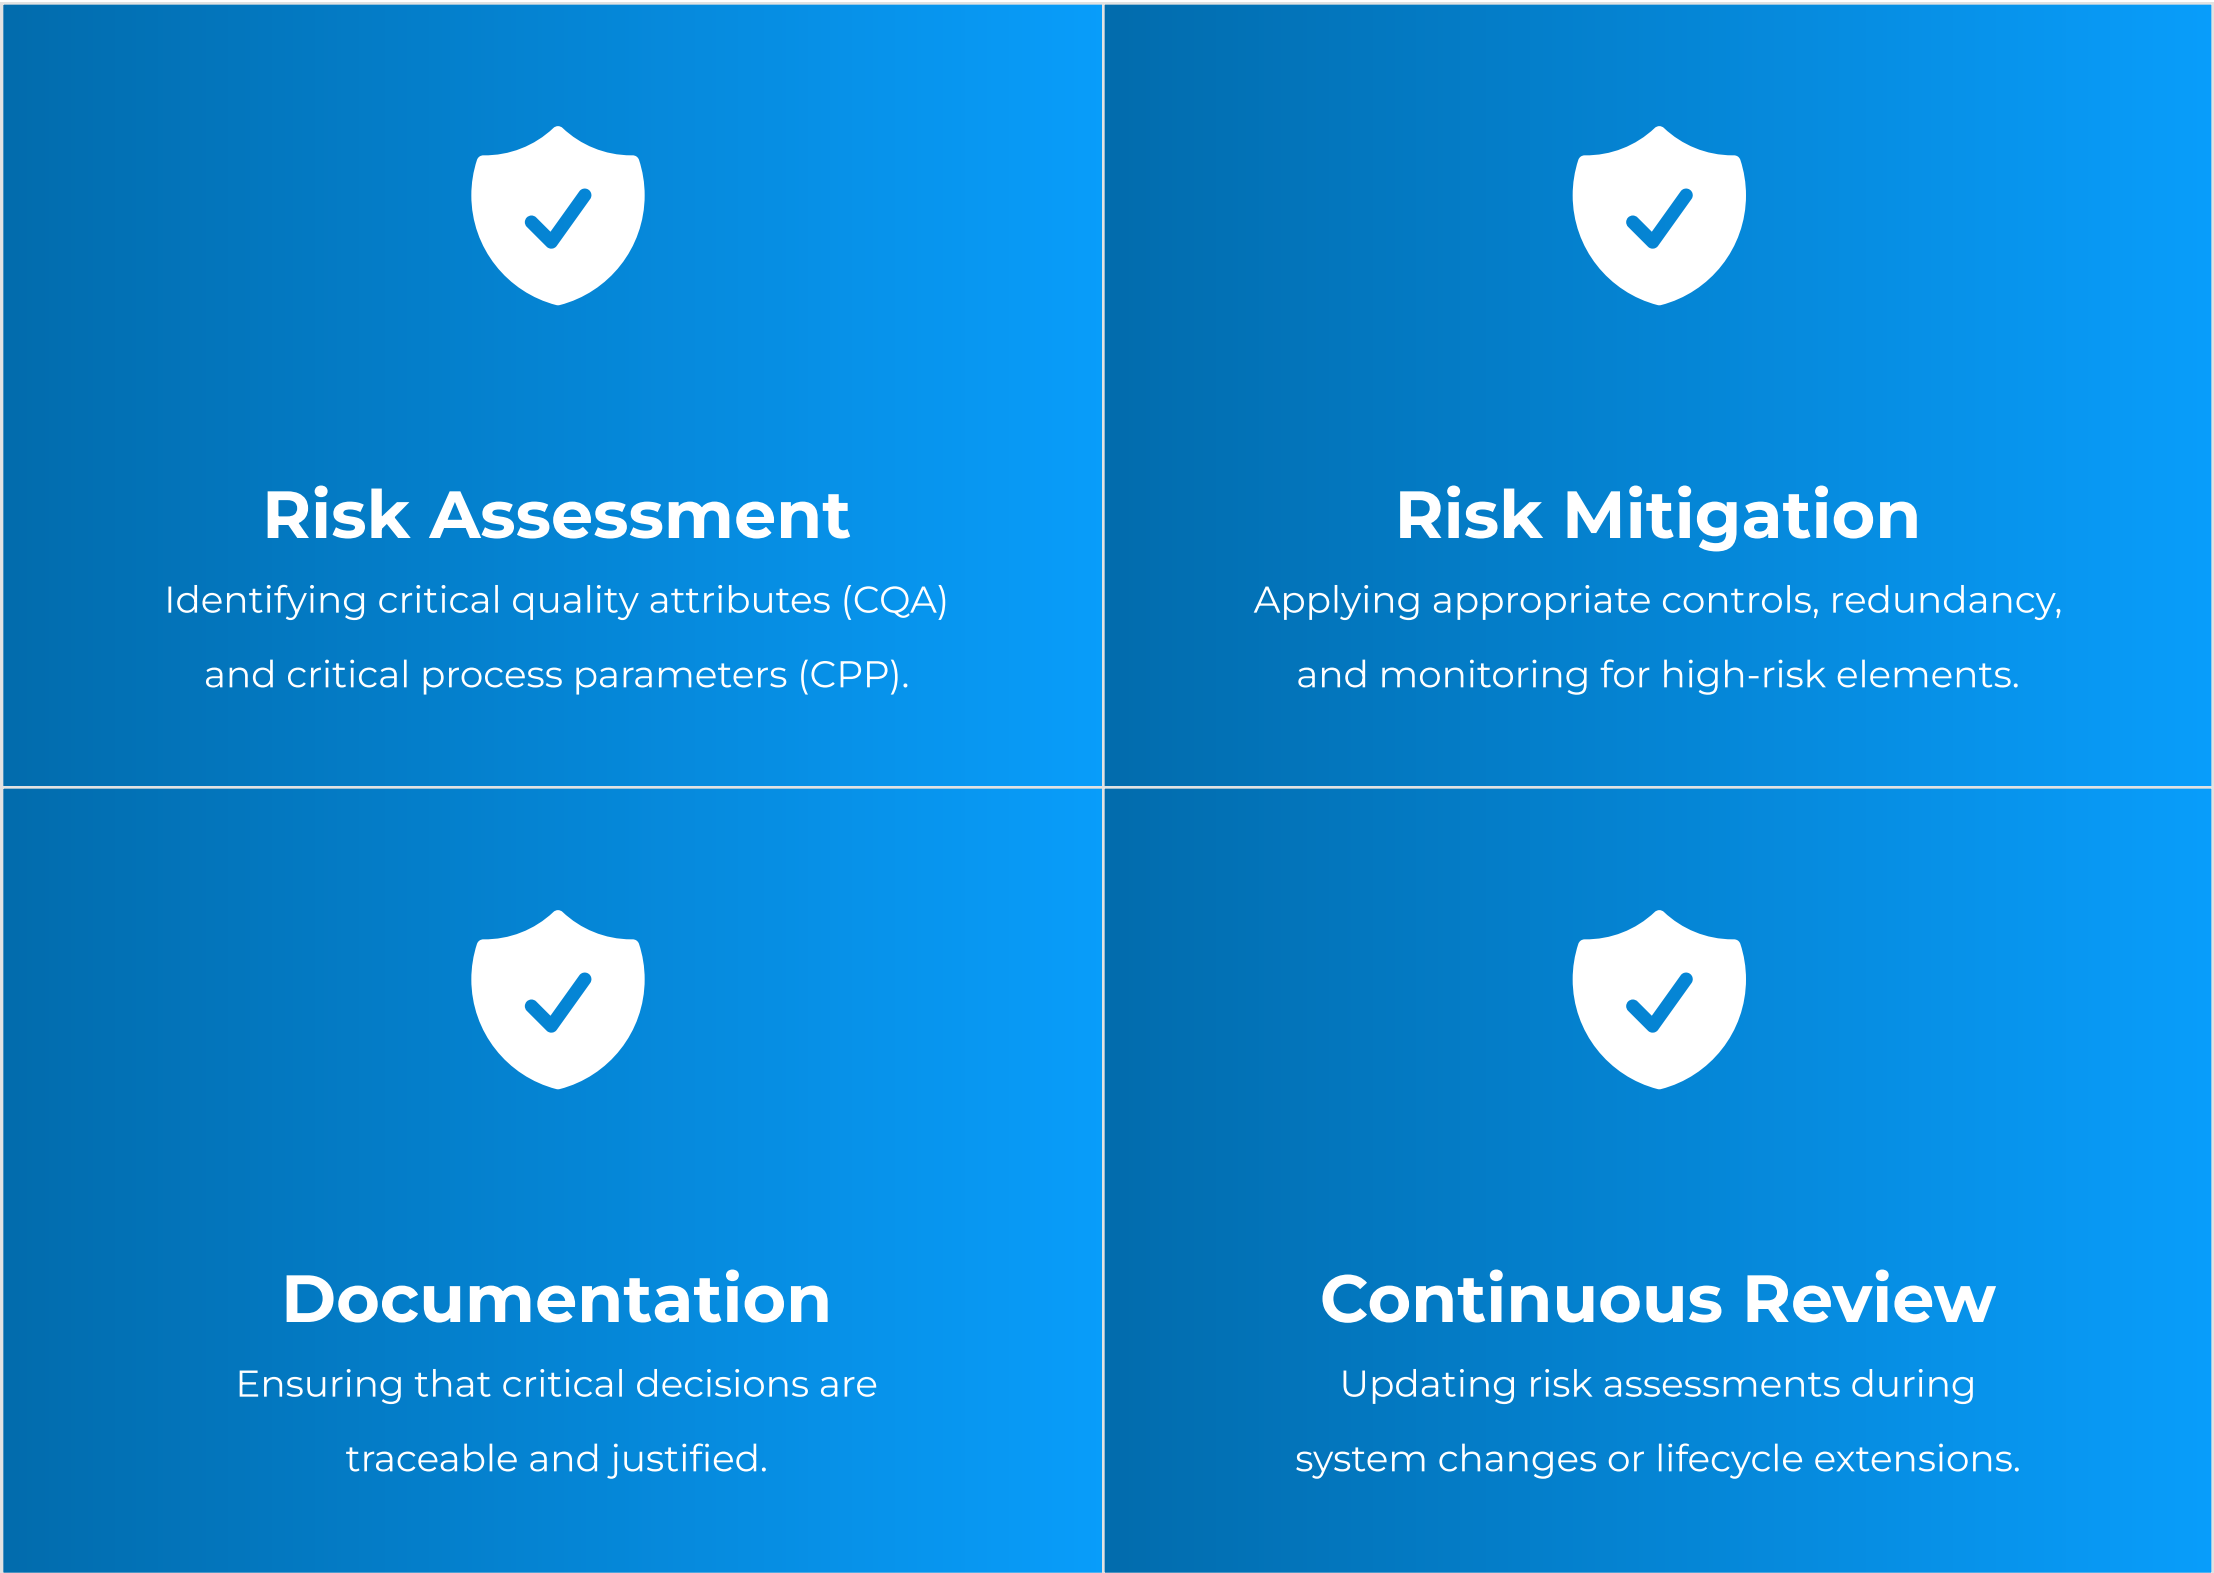 Risk Assessment
Identifying critical quality attributes (CQA)
and critical process parameters (CPP).
Risk Mitigation
Applying appropriate controls, redundancy,
and monitoring for high-risk elements.
Documentation
Ensuring that critical decisions are
traceable and justified.
Continuous Review
Updating risk assessments during
system changes or lifecycle extensions.